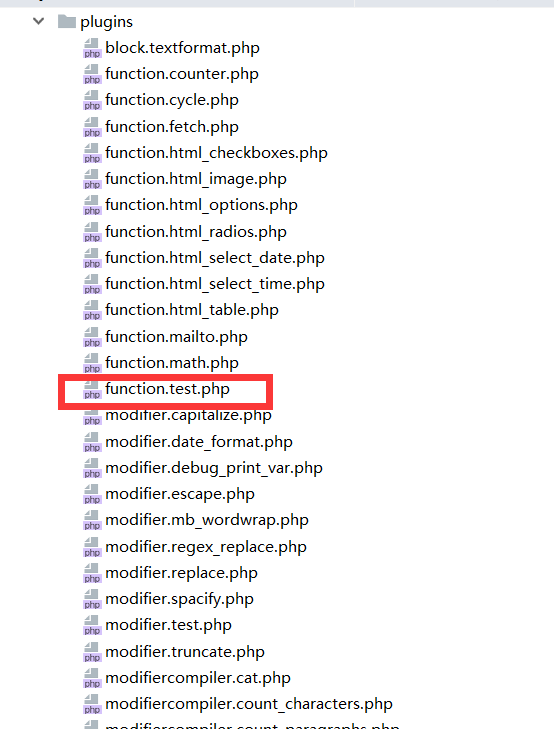 plugins
php block.textformat.php
php function.counter.php
php function.cycle.php
php function.fetch.php
php function.html_checkboxes.php
php function.html_image.php
php function.html_options.php
php function.html_radios.php
php function.html_select_date.php
php function.html_select_time.php
php function.html_table.php
php function.mailto.php
php function.math.php
php function.test.php
php modifier.capitalize.php
php modifier.date_format.php
php modifier.debug_print_var.php
php modifier.escape.php
php modifier.mb_wordwrap.php
php modifier.regex_replace.php
php modifier.replace.php
php modifier.spacify.php
php modifier.test.php
php modifier.truncate.php
php modifiercompiler.cat.php
php modifiercompiler.count_characters.php
modifiercompiler.count_paragraphs.php